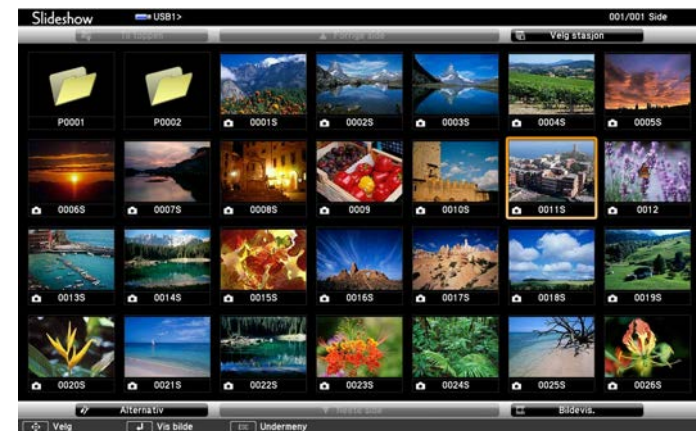 Slideshow USB1> 001/001 Side
Til toppen Forrige side Velg stasjon
P0001 P0002 0001S 0002S 0003S 0004S 0005S
0006S 0007S 0008S 0009 0010S 0011S 0012
0013S 0014S 0015S 0016S 0017S 0018S 0019S
0020S 0021S 0022S 0023S 0024S 0025S 0026S
Alternativ Neste side Bildevis.
Velg Vis bilde Esc Undermeny